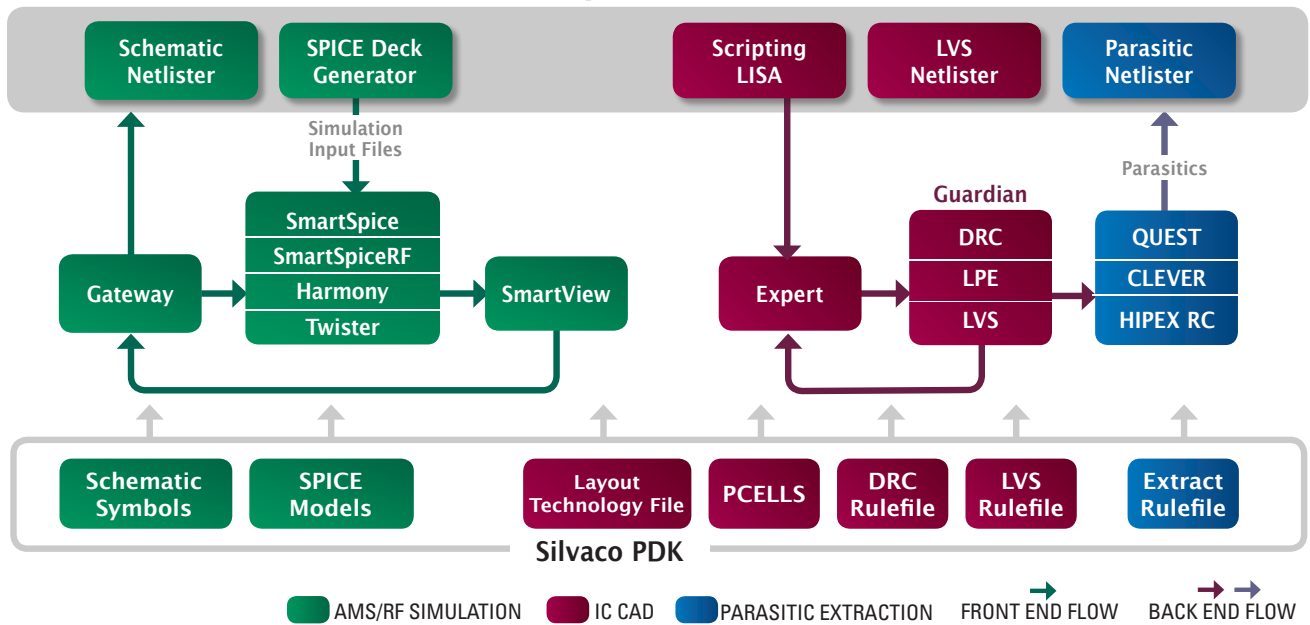 Schematic
Netlister
SPICE Deck
Generator
Scripting
LISA
LVS
Netlister
Parasitic
Netlister
Simulation
Input Files
Parasitics
Guardian
SmartSpice
SmartSpiceRF
Harmony
Twister
Gateway
SmartView
Expert
DRC
LPE
LVS
QUEST
CLEVER
HIPEX RC
Schematic
Symbols
SPICE
Models
Layout
Technology File
PCELLS
DRC
Rulefile
LVS
Rulefile
Extract
Rulefile
Silvaco PDK
AMS/RF SIMULATION
IC CAD
PARASITIC EXTRACTION
FRONT END FLOW
BACK END FLOW